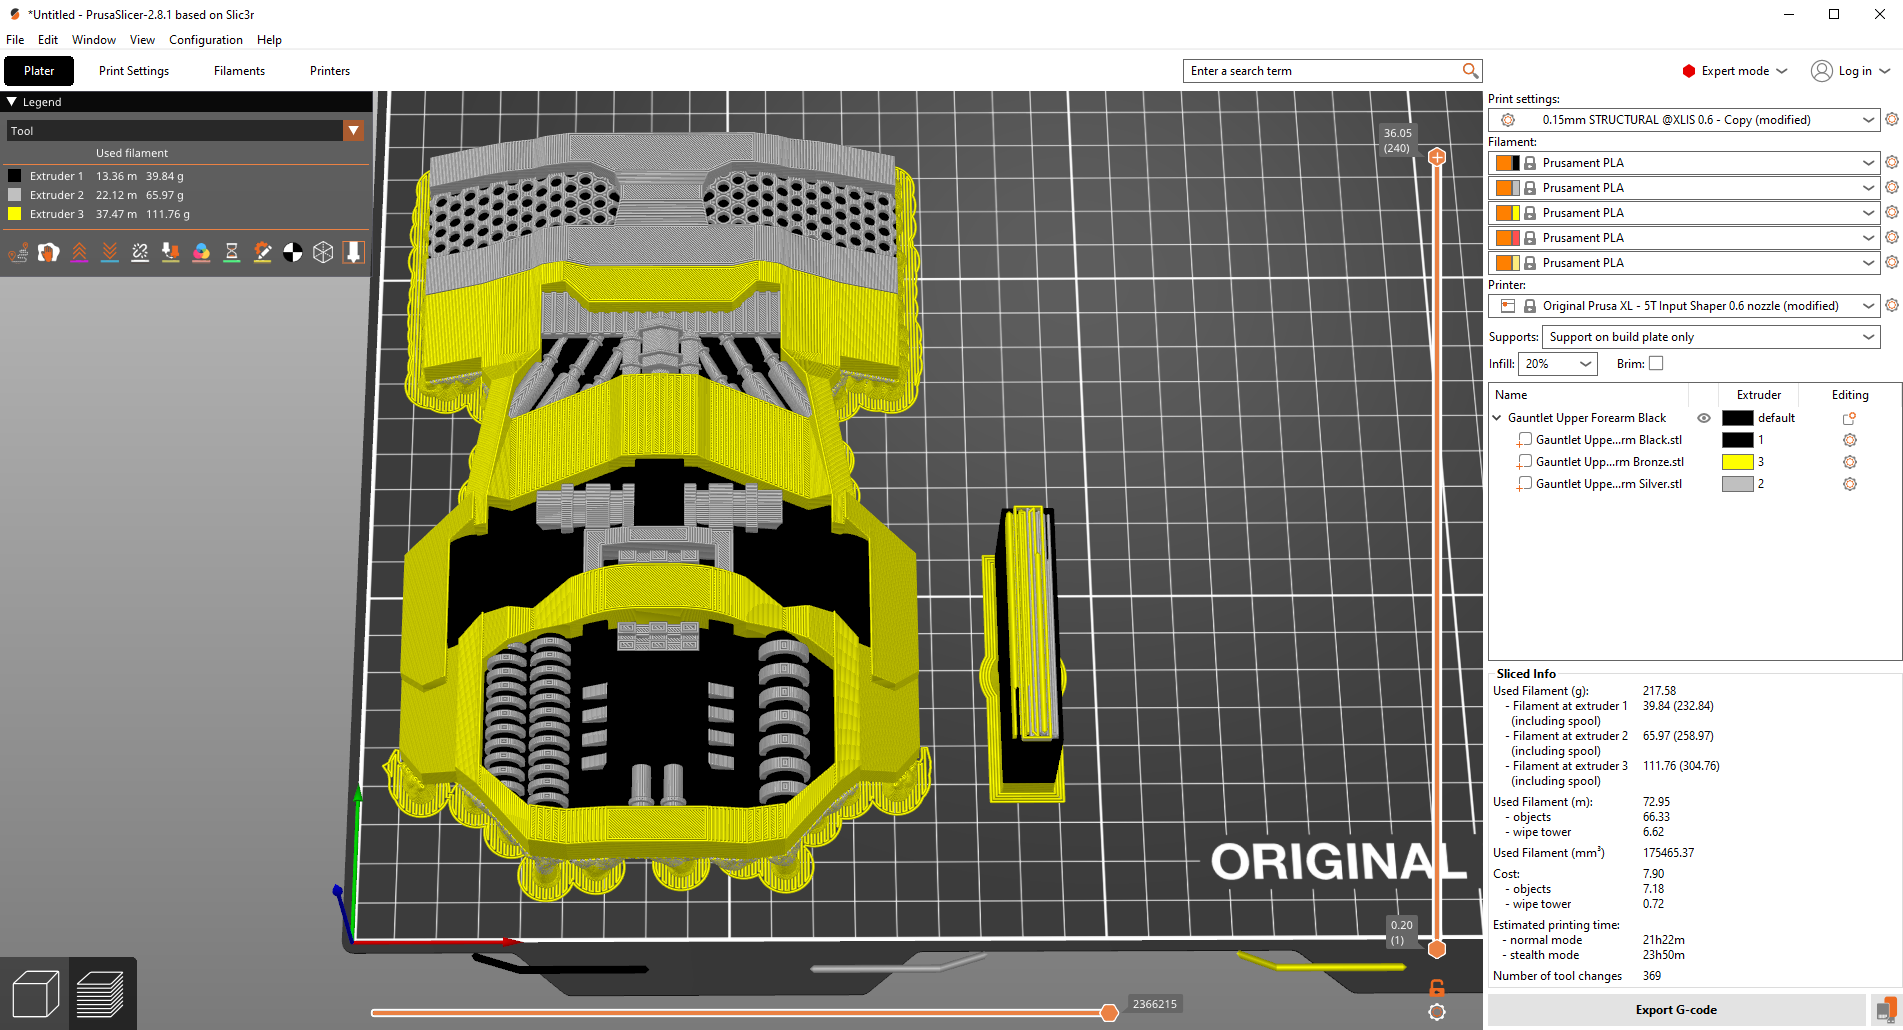 *Untitled - PrusaSlicer-2.8.1 based on Slic3r
File Edit Window View Configuration Help
Plater Print Settings Filaments Printers Enter a search term Expert mode Log in
Legend
Tool
Used filament
Extruder 1 13.36 m 39.84 g
Extruder 2 22.12 m 65.97 g
Extruder 3 37.47 m 111.76 g
36.05
(240)
ORIGINAL
0.20
(1)
2366215
Print settings:
0.15mm STRUCTURAL @XLIS 0.6 - Copy (modified)
Filament:
Prusament PLA
Prusament PLA
Prusament PLA
Prusament PLA
Prusament PLA
Printer:
Original Prusa XL - 5T Input Shaper 0.6 nozzle (modified)
Supports: Support on build plate only
Infill: 20% Brim:
Name Extruder Editing
Gauntlet Upper Forearm Black default
Gauntlet Uppe...rm Black.stl 1
Gauntlet Upp...rm Bronze.stl 3
Gauntlet Uppe...rm Silver.stl 2
Sliced Info
Used Filament (g): 217.58
- Filament at extruder 1 39.84 (232.84)
(including spool)
- Filament at extruder 2 65.97 (258.97)
(including spool)
- Filament at extruder 3 111.76 (304.76)
(including spool)
Used Filament (m): 72.95
- objects 66.33
- wipe tower 6.62
Used Filament (mm³) 175465.37
Cost: 7.90
- objects 7.18
- wipe tower 0.72
Estimated printing time:
- normal mode 21h22m
- stealth mode 23h50m
Number of tool changes 369
Export G-code